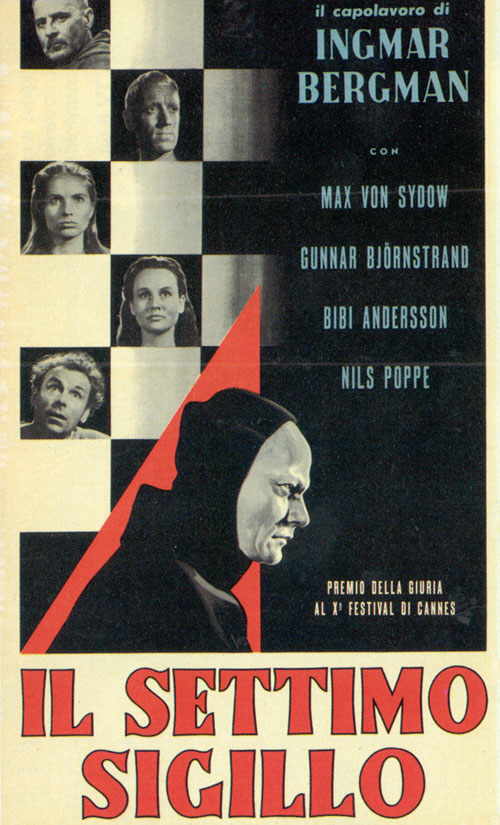 il capolavoro di
INGMAR
BERGMAN
CON
MAX VON SYDOW
GUNNAR BJÖRNSTRAND
BIBI ANDERSSON
NILS POPPE
PREMIO DELLA GIURIA
AL Xº FESTIVAL DI CANNES
IL SETTIMO
SIGILLO